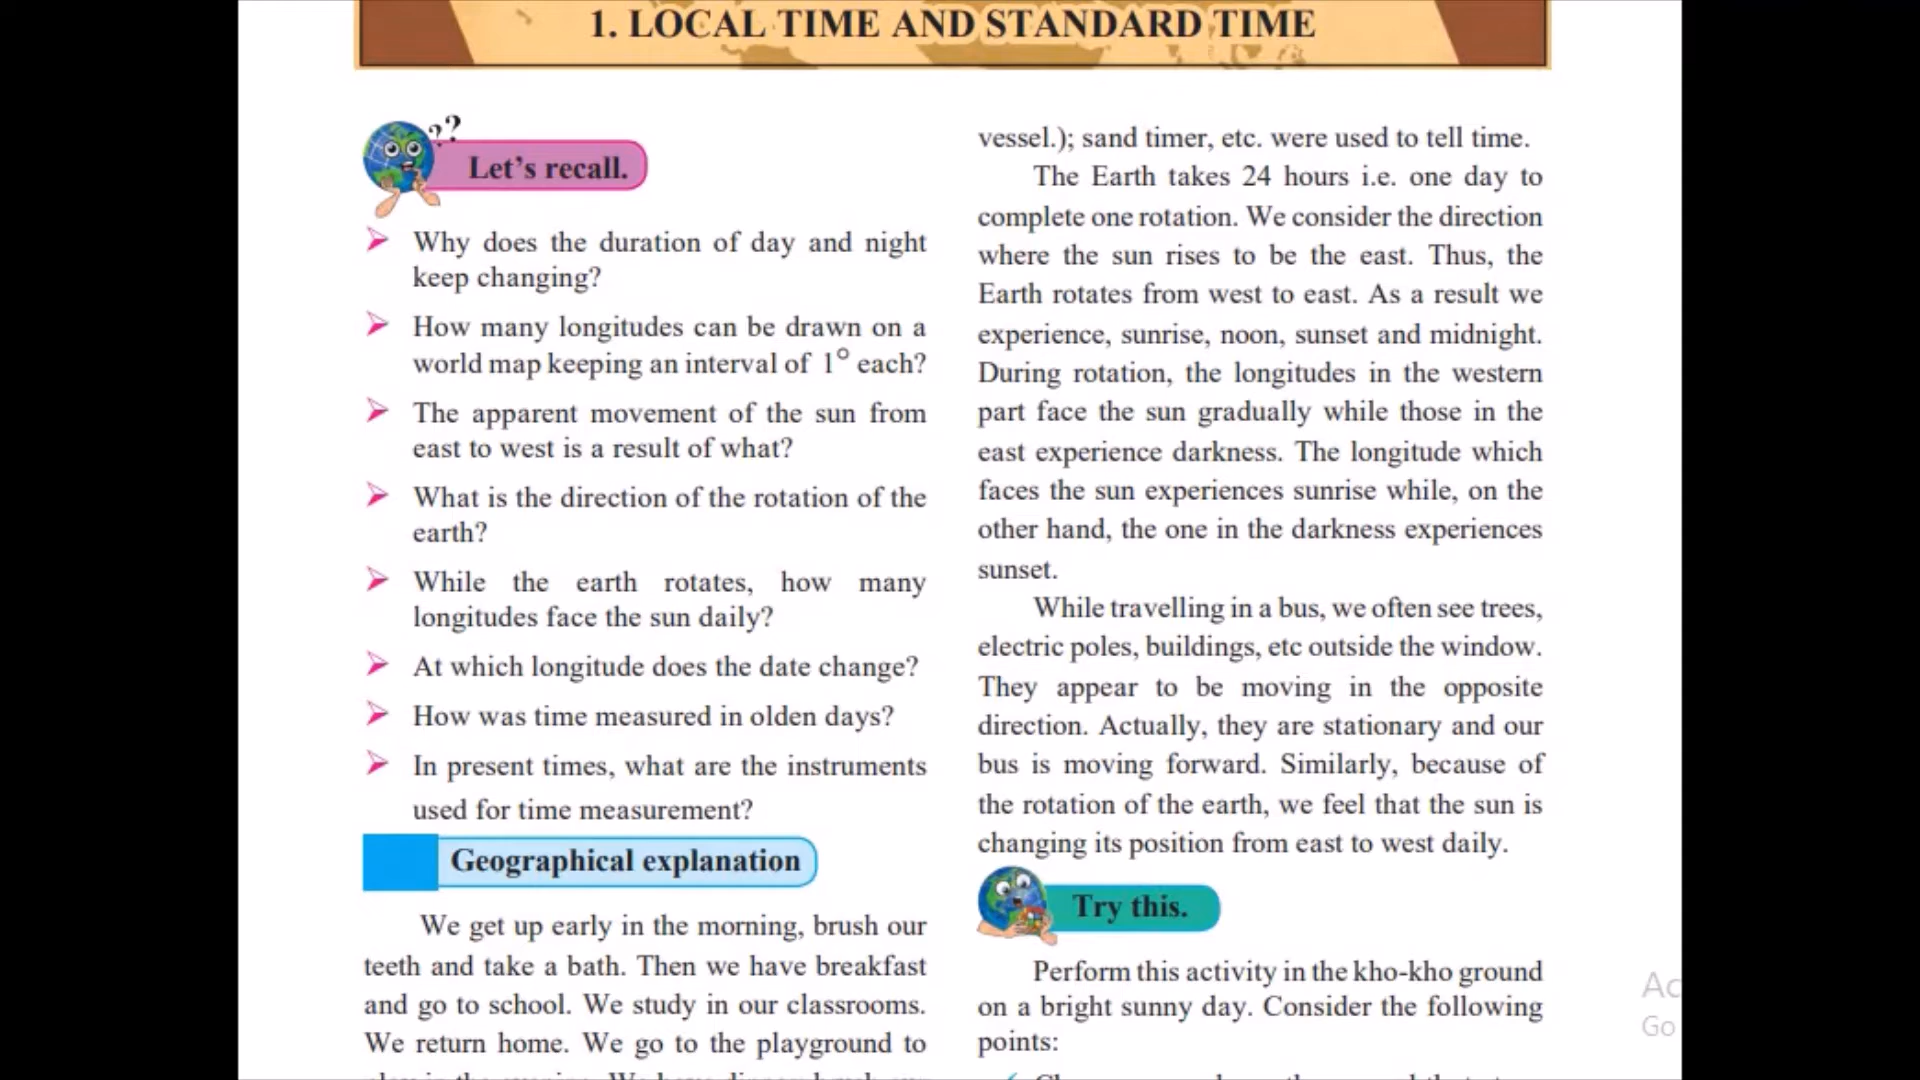 1. LOCAL TIME AND STANDARD TIME
??
Let's recall.
Why does the duration of day and night
keep changing?
How many longitudes can be drawn on a
world map keeping an interval of 1° each?
The apparent movement of the sun from
east to west is a result of what?
What is the direction of the rotation of the
earth?
While the earth rotates, how many
longitudes face the sun daily?
At which longitude does the date change?
How was time measured in olden days?
In present times, what are the instruments
used for time measurement?
Geographical explanation
We get up early in the morning, brush our
teeth and take a bath. Then we have breakfast
and go to school. We study in our classrooms.
We return home. We go to the playground to
vessel.); sand timer, etc. were used to tell time.
The Earth takes 24 hours i.e. one day to
complete one rotation. We consider the direction
where the sun rises to be the east. Thus, the
Earth rotates from west to east. As a result we
experience, sunrise, noon, sunset and midnight.
During rotation, the longitudes in the western
part face the sun gradually while those in the
east experience darkness. The longitude which
faces the sun experiences sunrise while, on the
other hand, the one in the darkness experiences
sunset.
While travelling in a bus, we often see trees,
electric poles, buildings, etc outside the window.
They appear to be moving in the opposite
direction. Actually, they are stationary and our
bus is moving forward. Similarly, because of
the rotation of the earth, we feel that the sun is
changing its position from east to west daily.
Try this.
Perform this activity in the kho-kho ground
on a bright sunny day. Consider the following
points:
Ac
Go